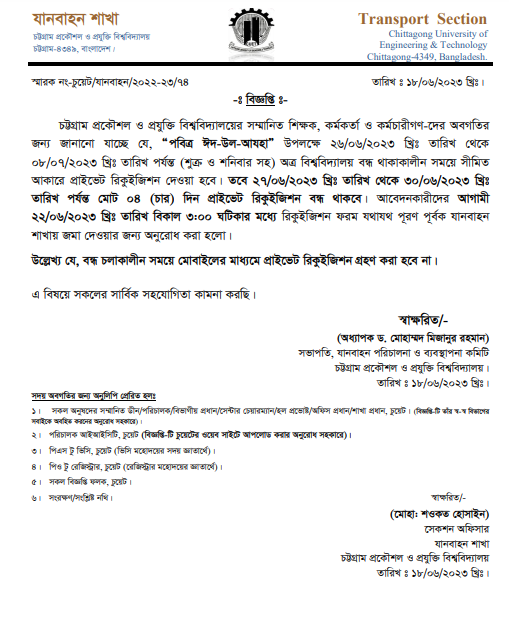 যানবাহন শাখা
চট্টগ্রাম প্রকৌশল ও প্রযুক্তি বিশ্ববিদ্যালয়
চট্টগ্রাম-৪৩৪৯, বাংলাদেশ।
Transport Section
Chittagong University of
Engineering & Technology
Chittagong-4349, Bangladesh.
স্মারক নং-চুয়েট/যানবাহন/২০২২-২৩/৭৪
তারিখ ঃ ১৮/০৬/২০২৩ খ্রিঃ।
-ঃ বিজ্ঞপ্তি ঃ-
চট্টগ্রাম প্রকৌশল ও প্রযুক্তি বিশ্ববিদ্যালয়ের সম্মানিত শিক্ষক, কর্মকর্তা ও কর্মচারীগণ-দের অবগতির
জন্য জানানো যাচ্ছে যে, “পবিত্র ঈদ-উল-আযহা” উপলক্ষে ২৬/০৬/২০২৩ খ্রিঃ তারিখ থেকে
০৮/০৭/২০২৩ খ্রিঃ তারিখ পর্যন্ত (শুক্র ও শনিবার সহ) অত্র বিশ্ববিদ্যালয় বন্ধ থাকাকালীন সময়ে সীমিত
আকারে প্রাইভেট রিকুইজিশন দেওয়া হবে। তবে ২৭/০৬/২০২৩ খ্রিঃ তারিখ থেকে ৩০/০৬/২০২৩ খ্রিঃ
তারিখ পর্যন্ত মোট ০৪ (চার) দিন প্রাইভেট রিকুইজিশন বন্ধ থাকবে। আবেদনকারীদের আগামী
২২/০৬/২০২৩ খ্রিঃ তারিখ বিকাল ৩:০০ ঘটিকার মধ্যে রিকুইজিশন ফরম যথাযথ পূরণ পূর্বক যানবাহন
শাখায় জমা দেওয়ার জন্য অনুরোধ করা হলো।
উল্লেখ্য যে, বন্ধ চলাকালীন সময়ে মোবাইলের মাধ্যমে প্রাইভেট রিকুইজিশন গ্রহণ করা হবে না।
এ বিষয়ে সকলের সার্বিক সহযোগিতা কামনা করছি।
স্বাক্ষরিত/-
(অধ্যাপক ড. মোহাম্মদ মিজানুর রহমান)
সভাপতি, যানবাহন পরিচালনা ও ব্যবস্থাপনা কমিটি
চট্টগ্রাম প্রকৌশল ও প্রযুক্তি বিশ্ববিদ্যালয়।
তারিখ ঃ ১৮/০৬/২০২৩ খ্রিঃ।
সদয় অবগতির জন্য অনুলিপি প্রেরিত হলঃ
১। সকল অনুষদের সম্মানিত ডীন/পরিচালক/বিভাগীয় প্রধান/সেন্টার চেয়ারম্যান/হল প্রভোষ্ট/অফিস প্রধান/শাখা প্রধান, চুয়েট। (বিজ্ঞপ্তি-টি তাঁর স্ব-স্ব বিভাগের
সবাইকে অবহিত করনের অনুরোধ সহকারে)।
২। পরিচালক আইআইসিটি, চুয়েট (বিজ্ঞপ্তি-টি চুয়েটের ওয়েব সাইটে আপলোড করার অনুরোধ সহকারে)।
৩। পিএস টু ভিসি, চুয়েট (ভিসি মহোদয়ের সদয় জ্ঞাতার্থে)।
৪। পিও টু রেজিস্ট্রার, চুয়েট (রেজিস্ট্রার মহোদয়ের জ্ঞাতার্থে)।
৫। সকল বিজ্ঞপ্তি ফলক, চুয়েট।
৬। সংরক্ষণ/সংশ্লিষ্ট নথি।
স্বাক্ষরিত/-
(মোহা: শওকত হোসাইন)
সেকশন অফিসার
যানবাহন শাখা
চট্টগ্রাম প্রকৌশল ও প্রযুক্তি বিশ্ববিদ্যালয়
তারিখ ঃ ১৮/০৬/২০২৩ খ্রিঃ।